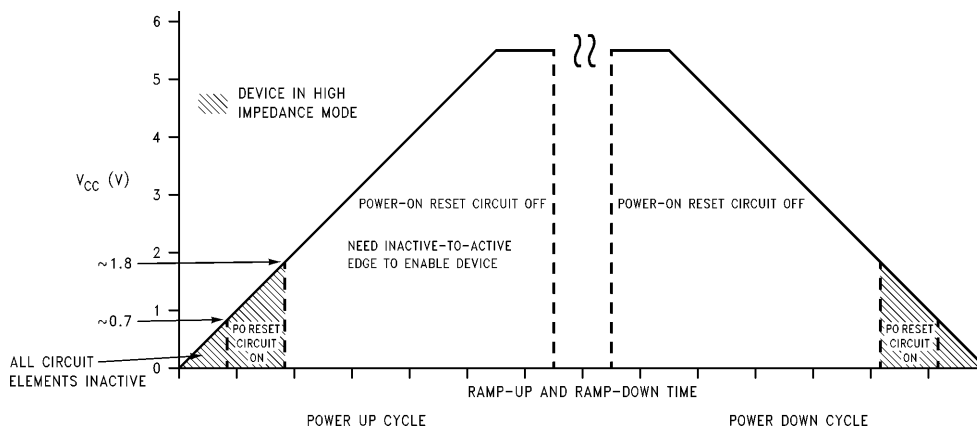 6
5
4
3
2
1
0
DEVICE IN HIGH
IMPEDANCE MODE
VCC (V)
POWER-ON RESET CIRCUIT OFF
POWER-ON RESET CIRCUIT OFF
NEED INACTIVE-TO-ACTIVE
EDGE TO ENABLE DEVICE
~1.8
~0.7
PO RESET
CIRCUIT
ON
PO RESET
CIRCUIT
ON
ALL CIRCUIT
ELEMENTS INACTIVE
RAMP-UP AND RAMP-DOWN TIME
POWER UP CYCLE
POWER DOWN CYCLE